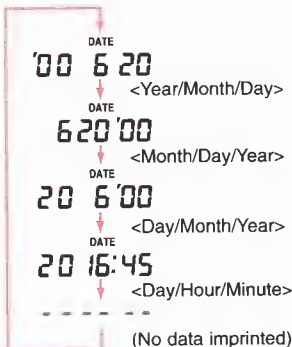 DATE
'00 6 20
<Year/Month/Day>
DATE
6 20 '00
<Month/Day/Year>
DATE
20 6 '00
<Day/Month/Year>
DATE
20 16:45
<Day/Hour/Minute>
-- -- --
(No data imprinted)